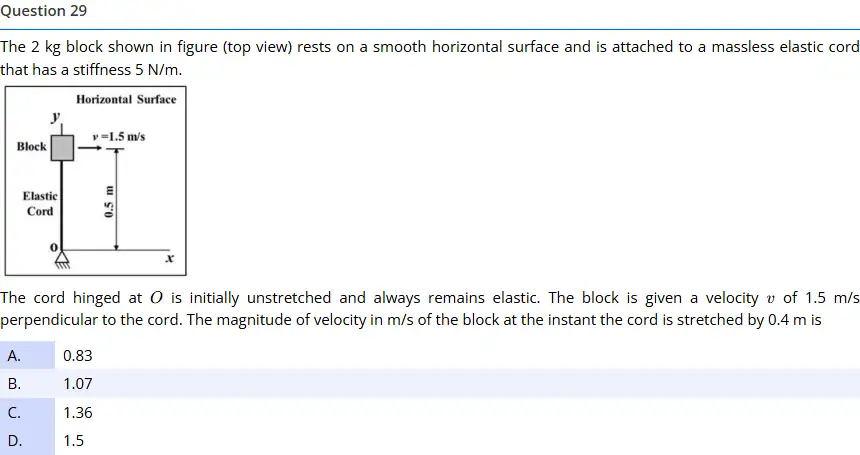 Question 29
The 2 kg block shown in figure (top view) rests on a smooth horizontal surface and is attached to a massless elastic cord
that has a stiffness 5 N/m.
Horizontal Surface
y
v =1.5 m/s
Block
Elastic
Cord
0.5 m
O
x
The cord hinged at O is initially unstretched and always remains elastic. The block is given a velocity v of 1.5 m/s
perpendicular to the cord. The magnitude of velocity in m/s of the block at the instant the cord is stretched by 0.4 m is
A. 0.83
B. 1.07
C. 1.36
D. 1.5